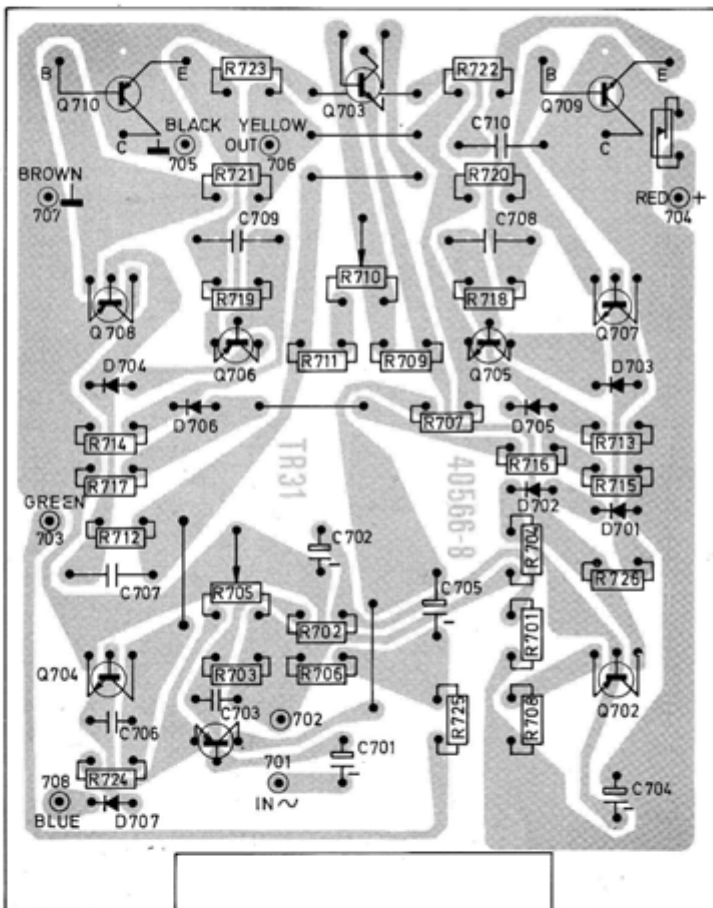 R723
R722
B
E
Q710
Q703
B
E
Q709
C
BLACK
705
YELLOW
OUT
706
C710
C
BROWN
707
R721
R720
RED +
704
C709
C708
R710
R719
R718
Q708
Q706
R711
R709
Q705
Q707
D704
D703
D706
R707
D705
R714
R713
R716
R717
R715
D702
D701
TR31
40566-8
GREEN
703
R712
C702
R704
C707
R705
C705
R726
R702
R701
Q704
R703
R706
Q702
C703
702
R725
R708
C706
C701
701
IN ~
R724
C704
708
BLUE
D707